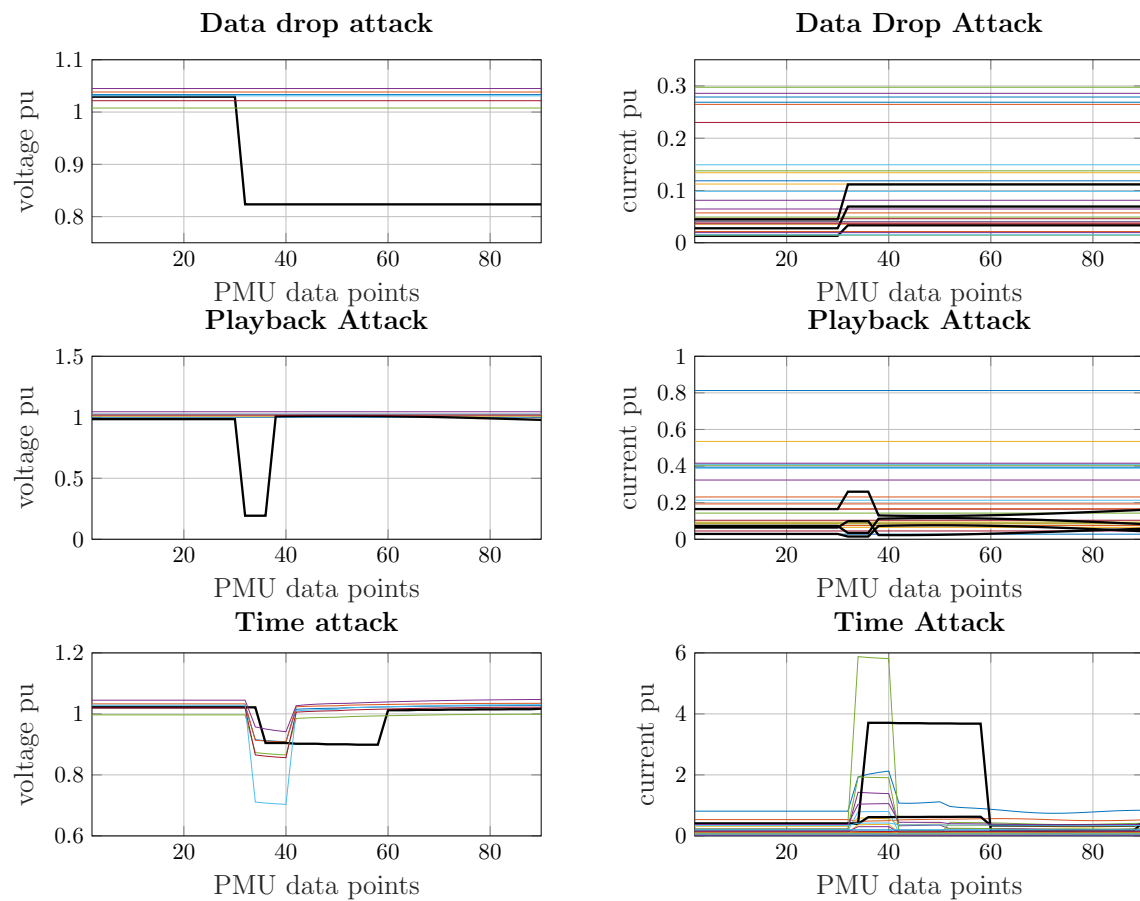 Data drop attack
1.1
1
0.9
0.8
voltage pu
20 40 60 80
PMU data points
Data Drop Attack
0.3
0.2
0.1
0
current pu
20 40 60 80
PMU data points
Playback Attack
1.5
1
0.5
0
voltage pu
20 40 60 80
PMU data points
Playback Attack
1
0.8
0.6
0.4
0.2
0
current pu
20 40 60 80
PMU data points
Time attack
1.2
1
0.8
0.6
voltage pu
20 40 60 80
PMU data points
Time Attack
6
4
2
0
current pu
20 40 60 80
PMU data points